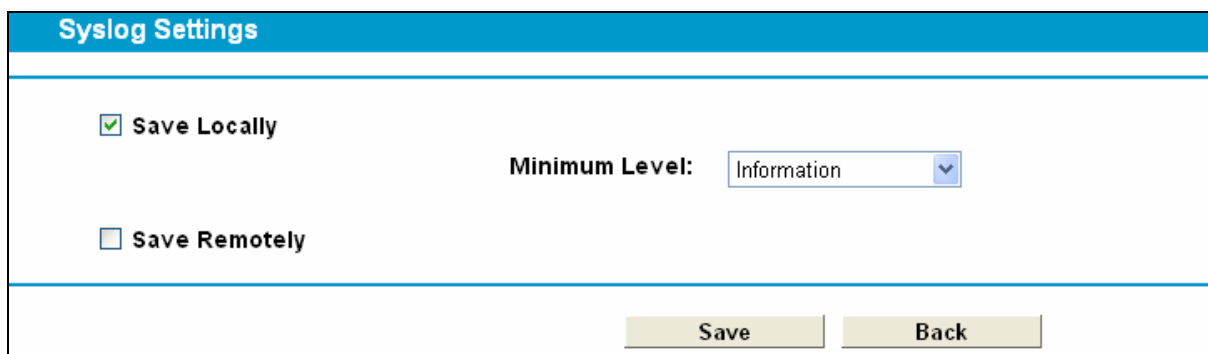 Syslog Settings
Save Locally
Minimum Level: Information
Save Remotely
Save Back